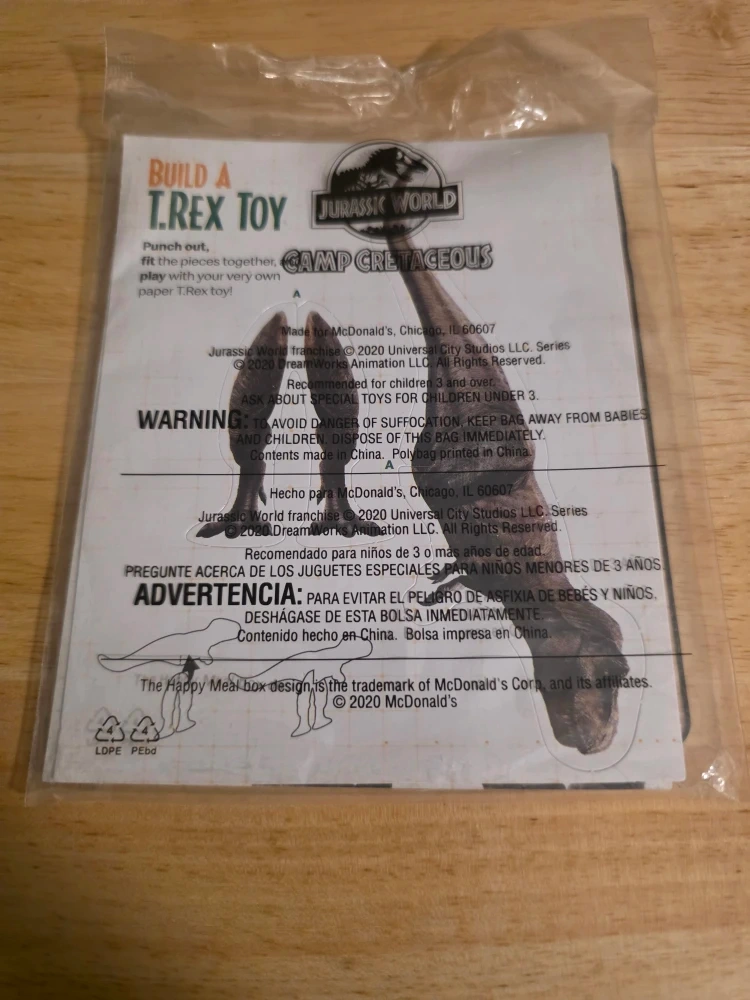 BUILD A
T.REX TOY
Punch out,
fit the pieces together,
play with your very own
paper T.Rex toy!
JURASSIC WORLD
CAMP CRETACEOUS
A
Made for McDonald's, Chicago, IL 60607
Jurassic World franchise © 2020 Universal City Studios LLC. Series
© 2020 DreamWorks Animation LLC. All Rights Reserved.
Recommended for children 3 and over.
ASK ABOUT SPECIAL TOYS FOR CHILDREN UNDER 3.
WARNING: TO AVOID DANGER OF SUFFOCATION, KEEP BAG AWAY FROM BABIES
AND CHILDREN. DISPOSE OF THIS BAG IMMEDIATELY.
Contents made in China. Polybag printed in China.
A
Hecho para McDonald's, Chicago, IL 60607
Jurassic World franchise © 2020 Universal City Studios LLC. Series
© 2020 DreamWorks Animation LLC. All Rights Reserved.
Recomendado para niños de 3 o más años de edad.
PREGUNTE ACERCA DE LOS JUGUETES ESPECIALES PARA NIÑOS MENORES DE 3 AÑOS.
ADVERTENCIA: PARA EVITAR EL PELIGRO DE ASFIXIA DE BEBÉS Y NIÑOS,
DESHÁGASE DE ESTA BOLSA INMEDIATAMENTE.
Contenido hecho en China. Bolsa impresa en China.
The Happy Meal box design is the trademark of McDonald's Corp. and its affiliates.
© 2020 McDonald's
4 4
LDPE PEbd